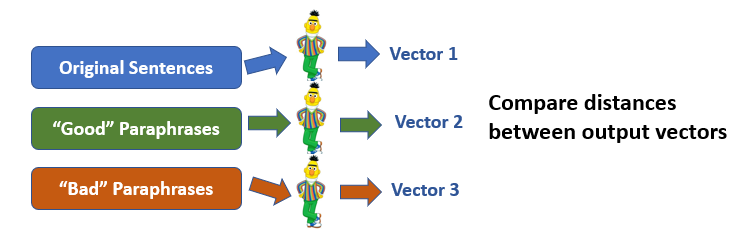 Original Sentences
Vector 1
“Good” Paraphrases
Vector 2
“Bad” Paraphrases
Vector 3
Compare distances
between output vectors